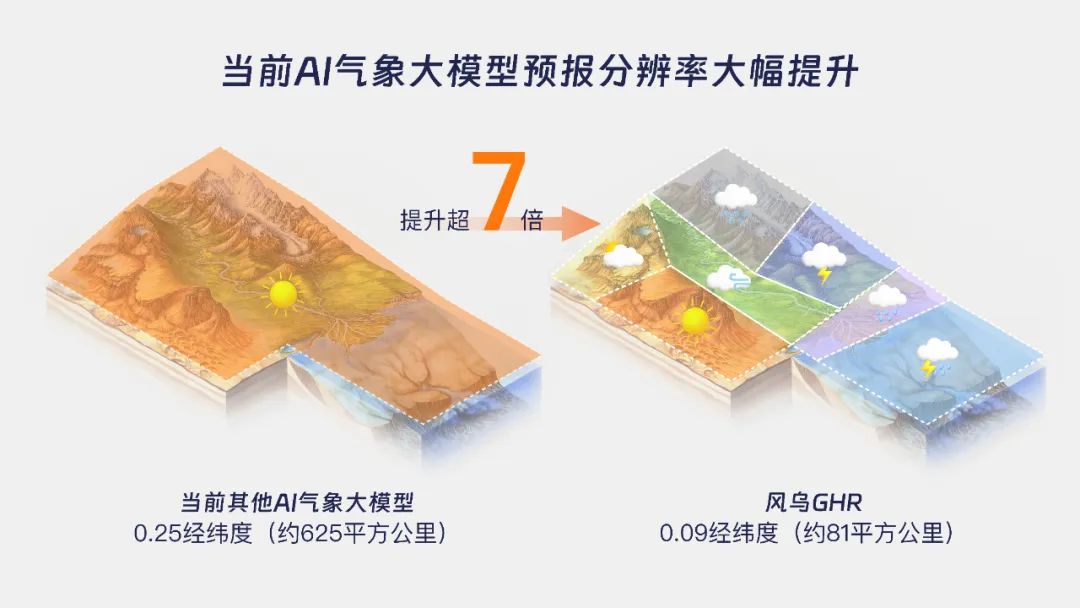 当前AI气象大模型预报分辨率大幅提升
提升超7倍
当前其他AI气象大模型
0.25经纬度（约625平方公里）
风乌GHR
0.09经纬度（约81平方公里）